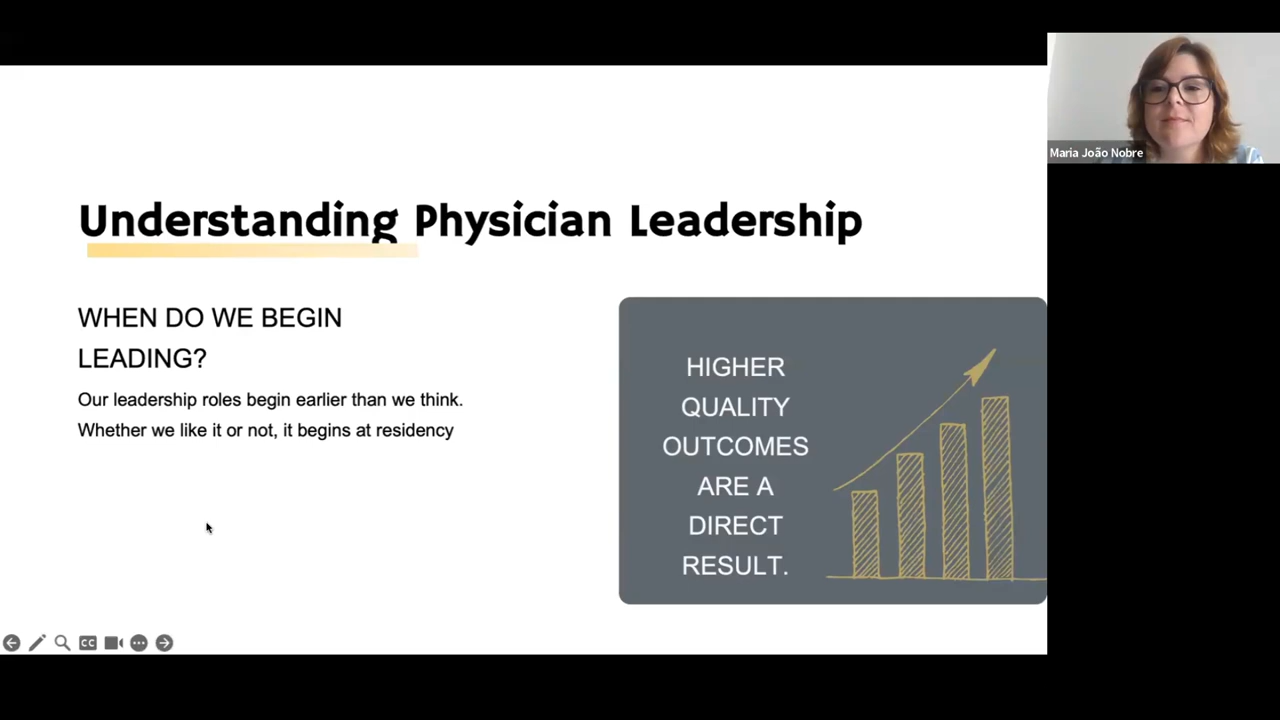 Understanding Physician Leadership
WHEN DO WE BEGIN
LEADING?
Our leadership roles begin earlier than we think.
Whether we like it or not, it begins at residency
HIGHER
QUALITY
OUTCOMES
ARE A
DIRECT
RESULT.
Maria João Nobre
CC